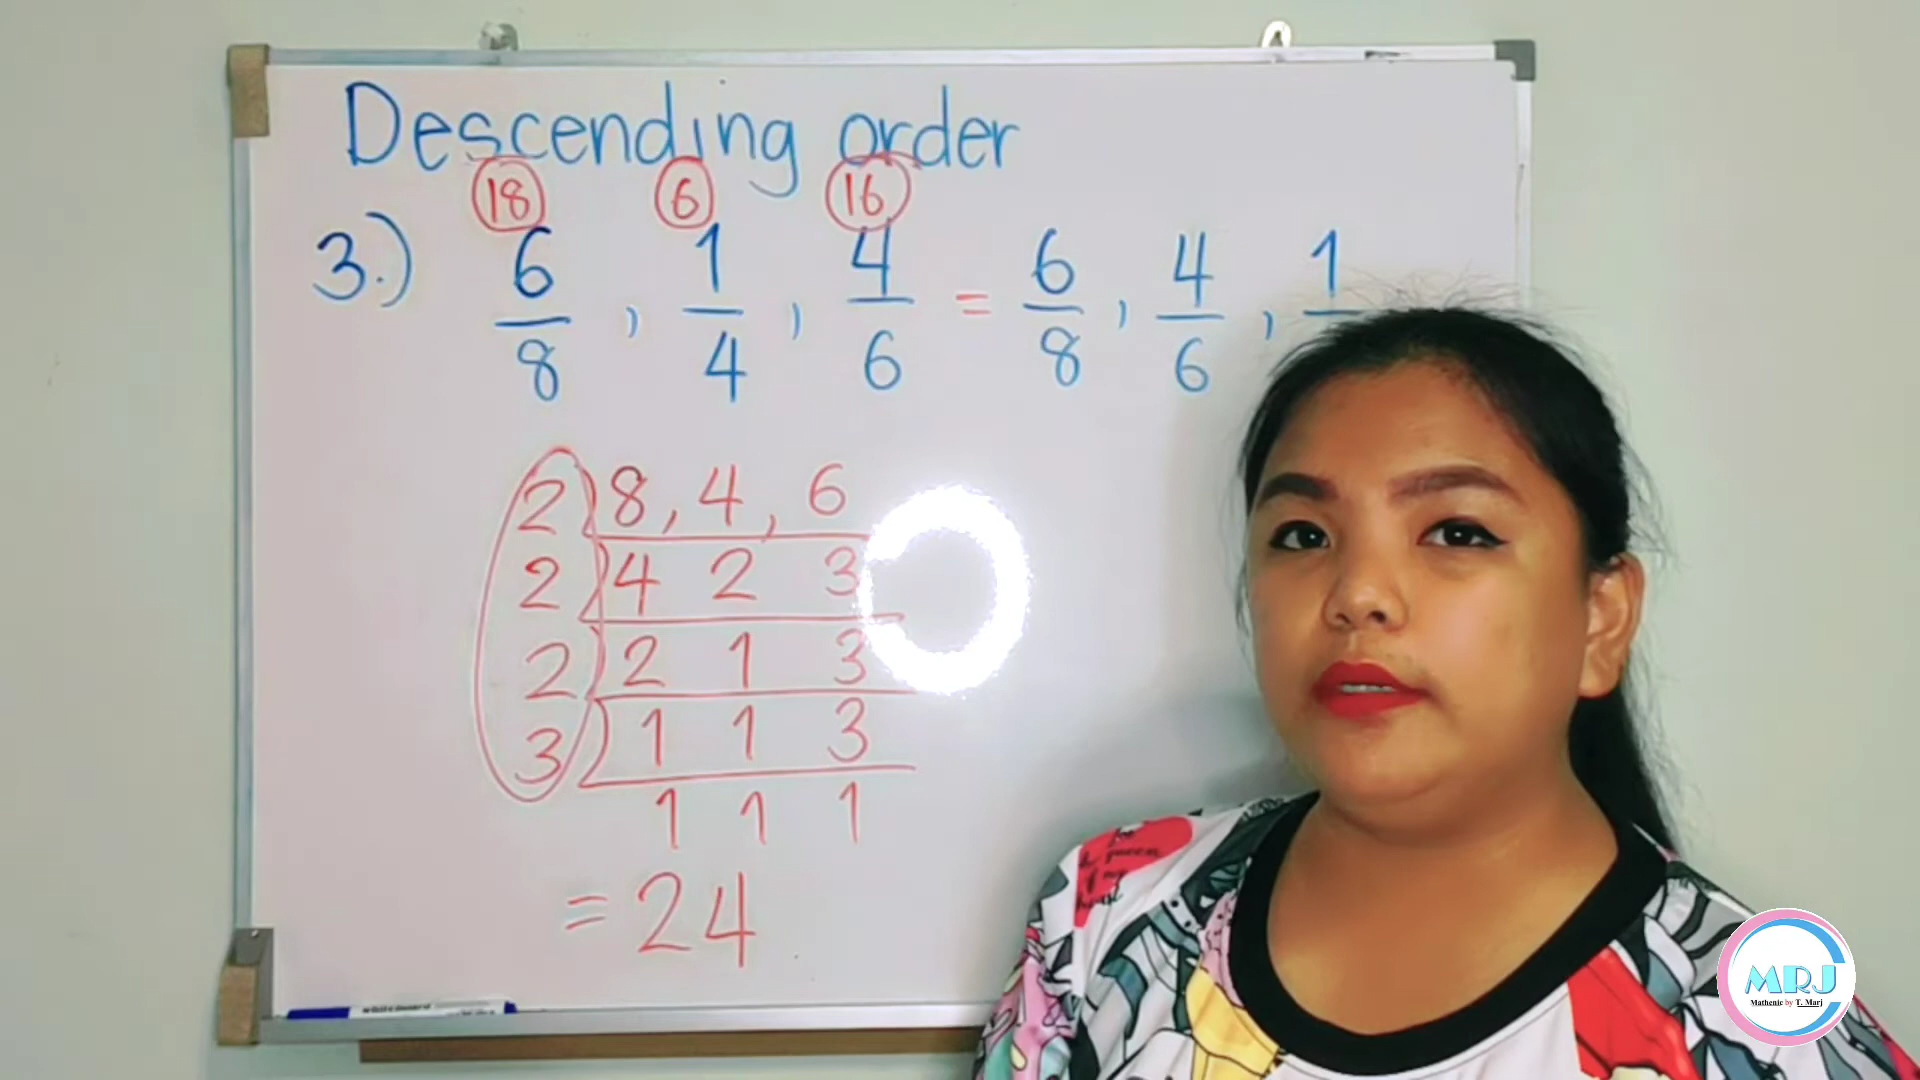 Descending order
18 6 16
3.) 6/8 , 1/4 , 4/6 = 6/8 , 4/6 , 1
2 8, 4, 6
2 4 2 3
2 2 1 3
3 1 1 3
1 1 1
= 24
MRJ
Mathenic by T. Marj